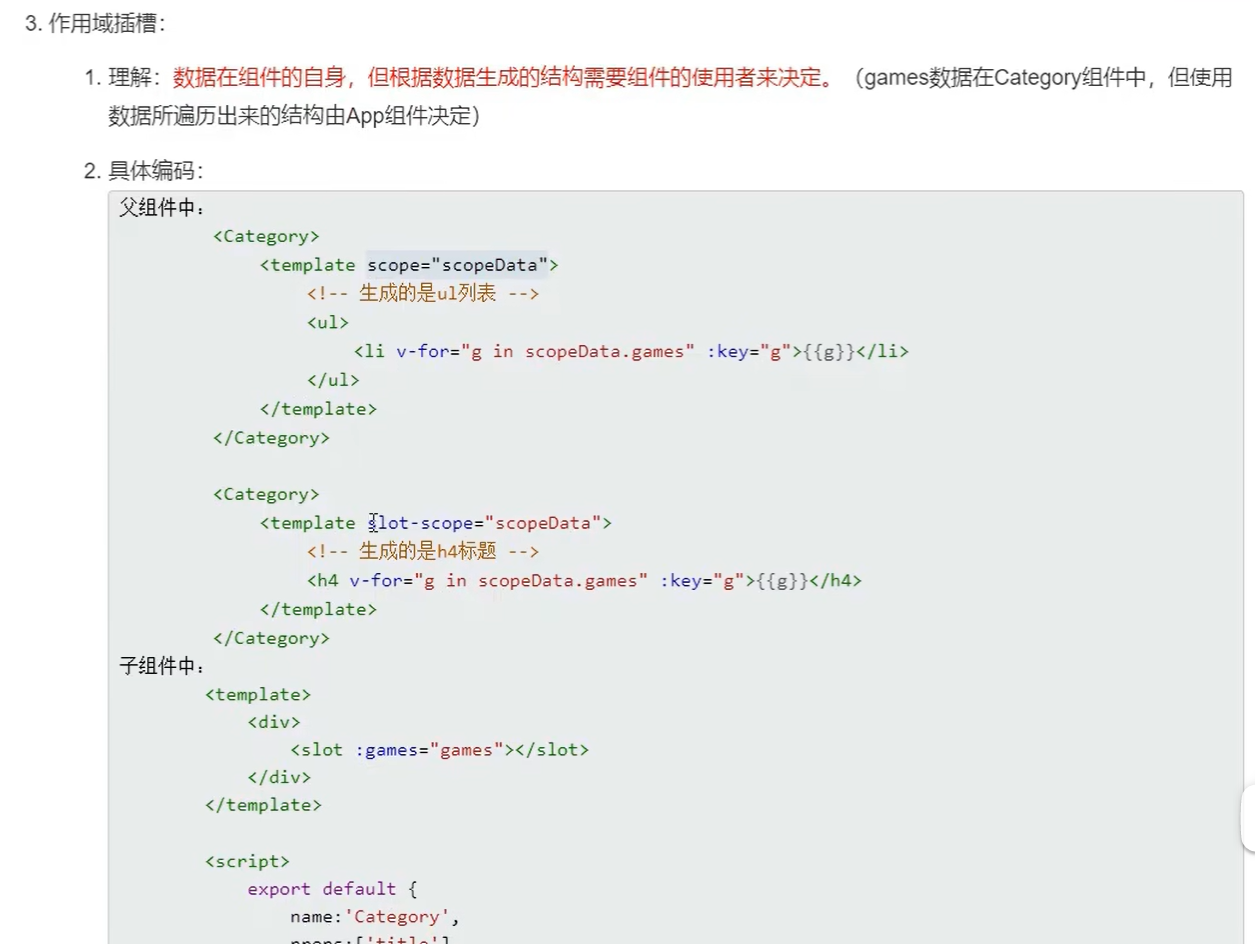 3. 作用域插槽：
1. 理解：数据在组件的自身，但根据数据生成的结构需要组件的使用者来决定。（games数据在Category组件中，但使用
数据所遍历出来的结构由App组件决定）
2. 具体编码：
父组件中：
<Category>
<template scope="scopeData">
<!-- 生成的是ul列表 -->
<ul>
<li v-for="g in scopeData.games" :key="g">{{g}}</li>
</ul>
</template>
</Category>
<Category>
<template slot-scope="scopeData">
<!-- 生成的是h4标题 -->
<h4 v-for="g in scopeData.games" :key="g">{{g}}</h4>
</template>
</Category>
子组件中：
<template>
<div>
<slot :games="games"></slot>
</div>
</template>
<script>
export default {
name:'Category',
props:['title'],